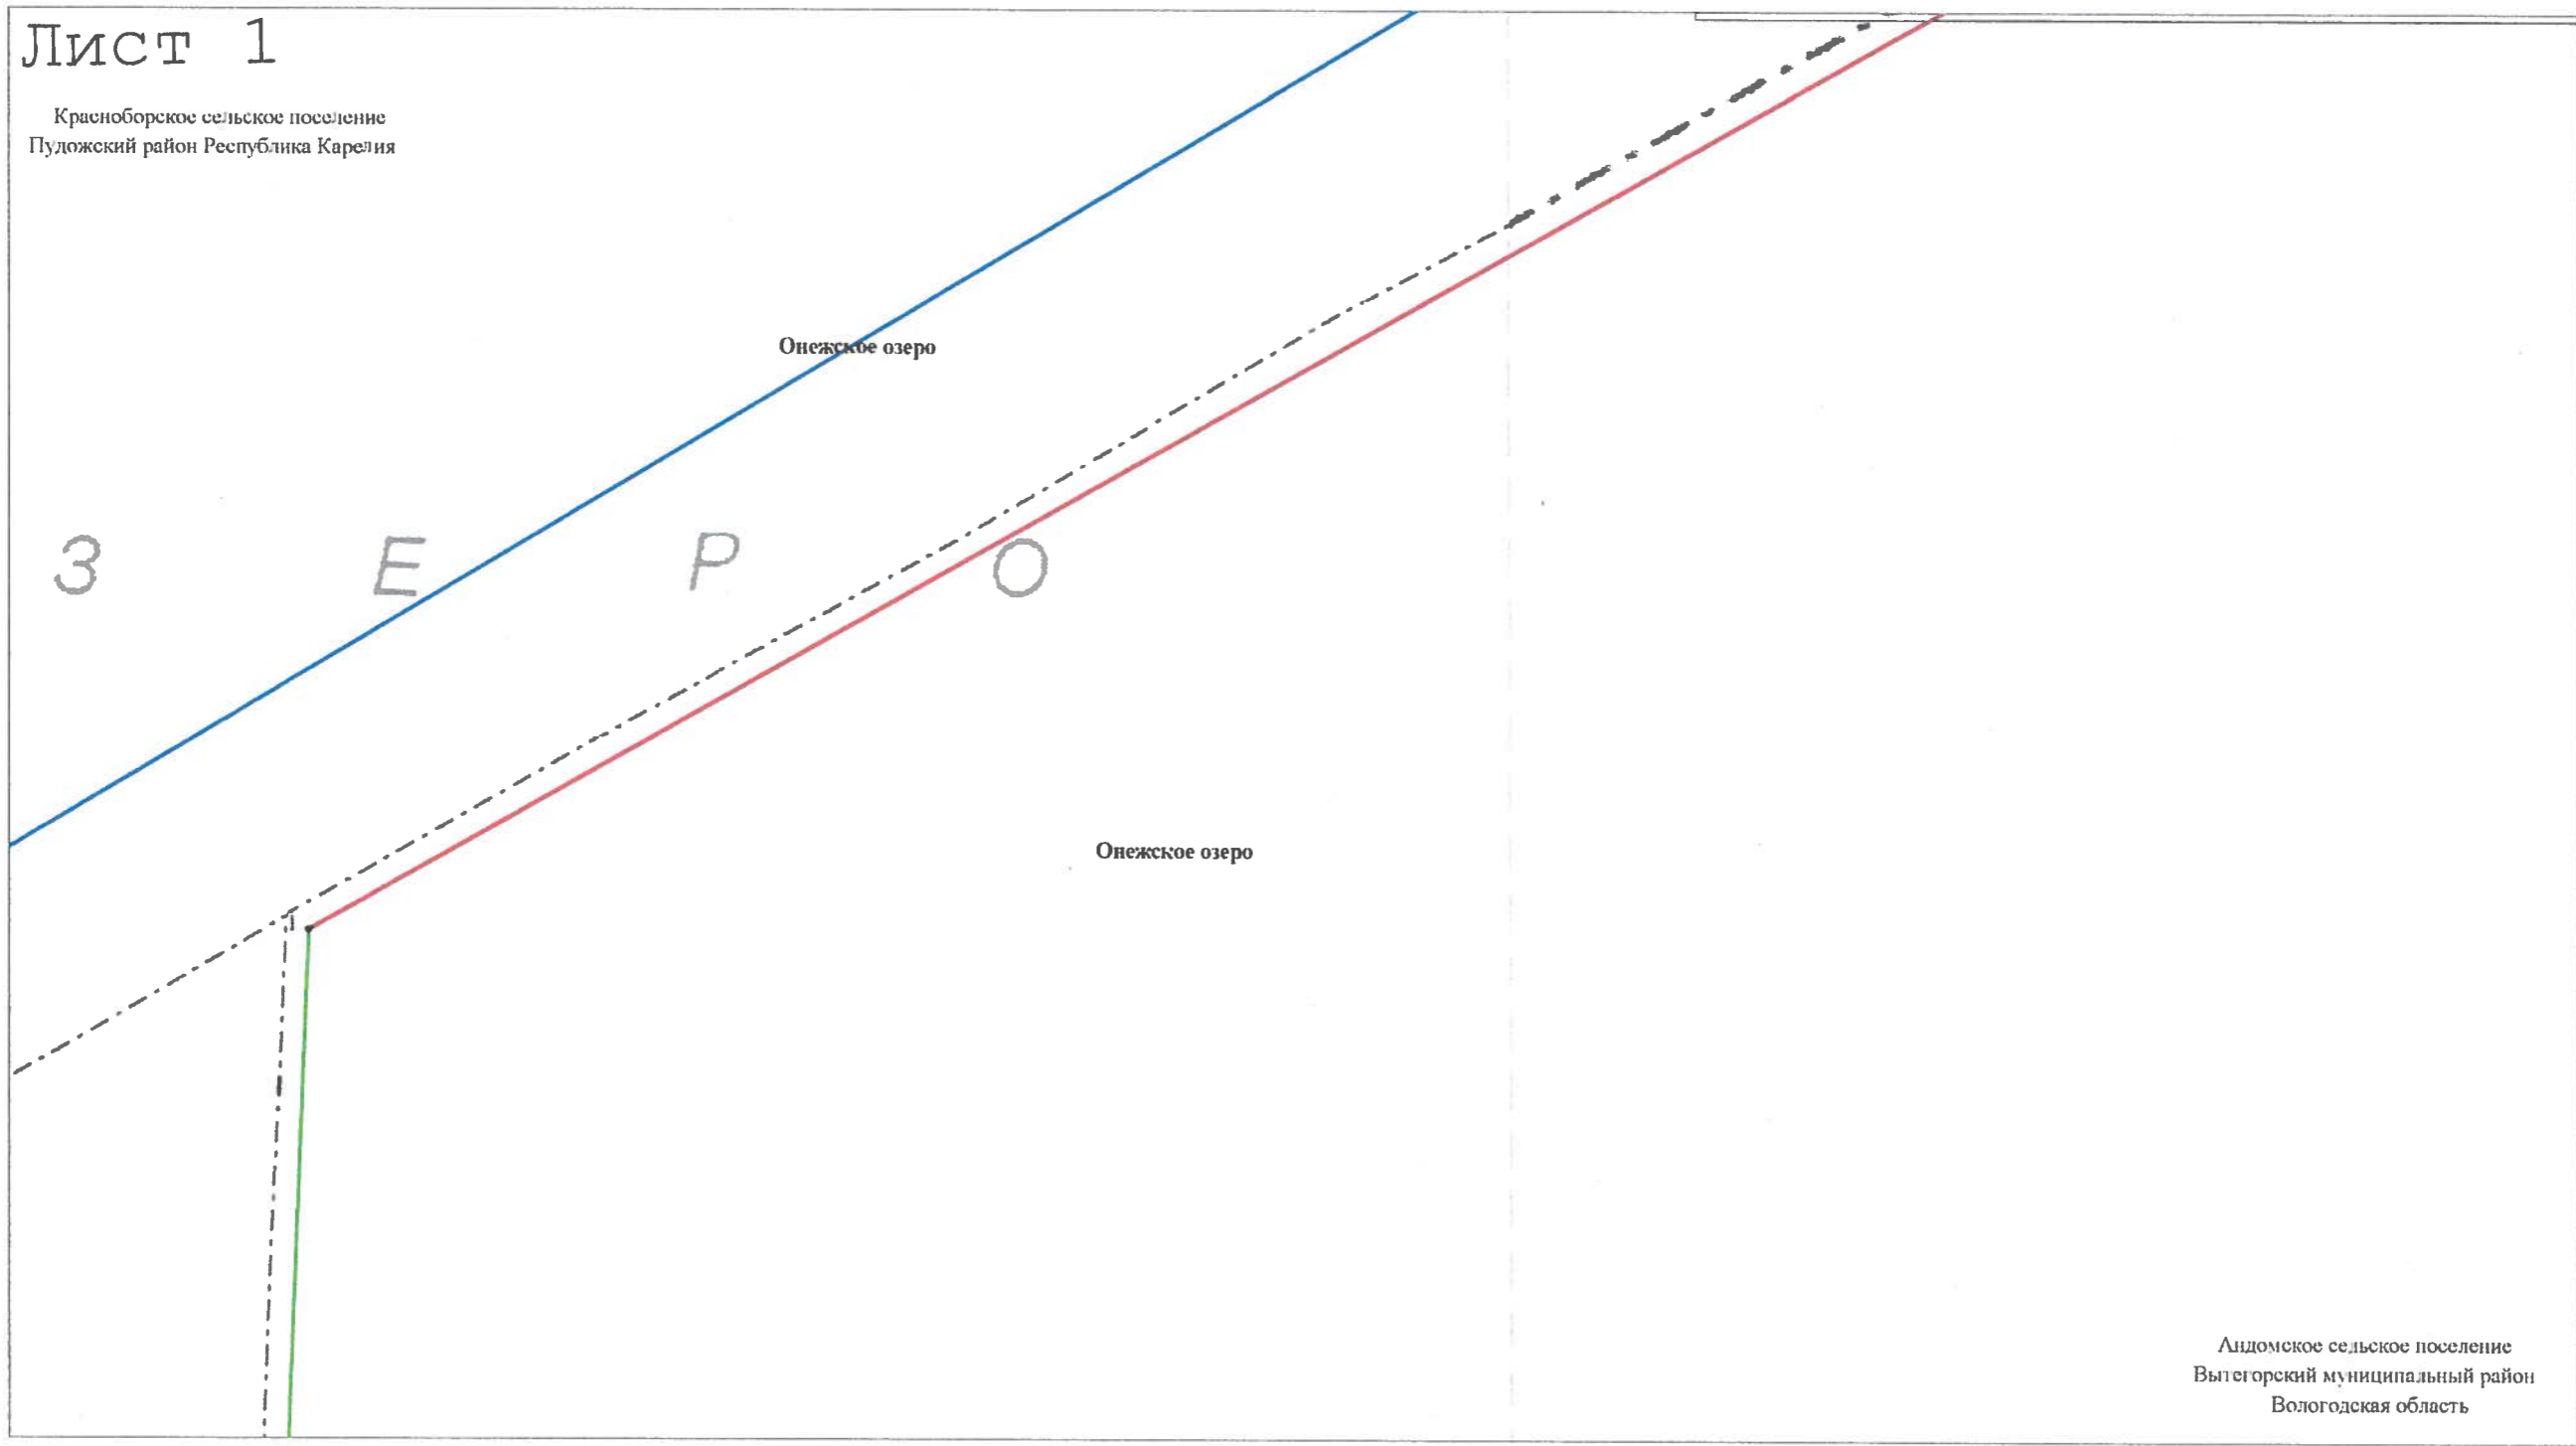 Лист 1
Красноборское сельское поселение
Пудожский район Республика Карелия
Онежское озеро
З Е Р О
Онежское озеро
1
Андомское сельское поселение
Вытегорский муниципальный район
Вологодская область